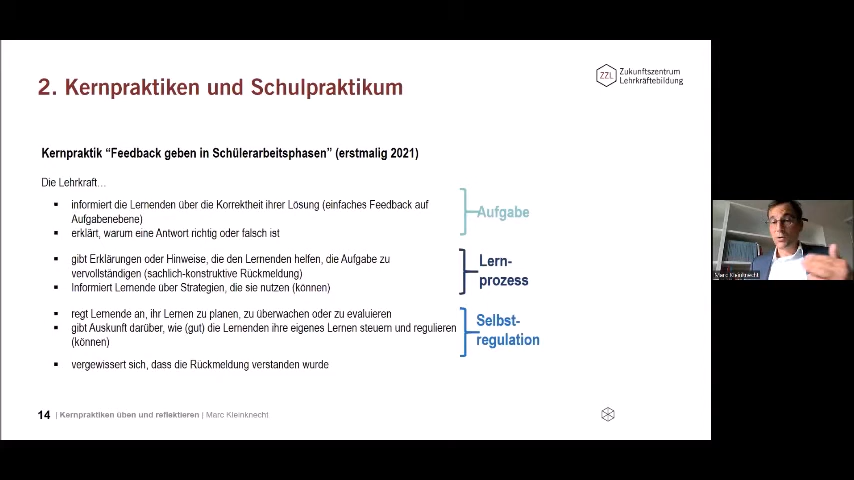 2. Kernpraktiken und Schulpraktikum
ZZL
Zukunftszentrum
Lehrkräftebildung
Kernpraktik “Feedback geben in Schülerarbeitsphasen” (erstmalig 2021)
Die Lehrkraft…
▪ informiert die Lernenden über die Korrektheit ihrer Lösung (einfaches Feedback auf
Aufgabenebene)
▪ erklärt, warum eine Antwort richtig oder falsch ist
Aufgabe
▪ gibt Erklärungen oder Hinweise, die den Lernenden helfen, die Aufgabe zu
vervollständigen (sachlich-konstruktive Rückmeldung)
▪ Informiert Lernende über Strategien, die sie nutzen (können)
Lern-
prozess
▪ regt Lernende an, ihr Lernen zu planen, zu überwachen oder zu evaluieren
▪ gibt Auskunft darüber, wie (gut) die Lernenden ihre eigenes Lernen steuern und regulieren
(können)
Selbst-
regulation
▪ vergewissert sich, dass die Rückmeldung verstanden wurde
14 | Kernpraktiken üben und reflektieren | Marc Kleinknecht
Marc Kleinknecht